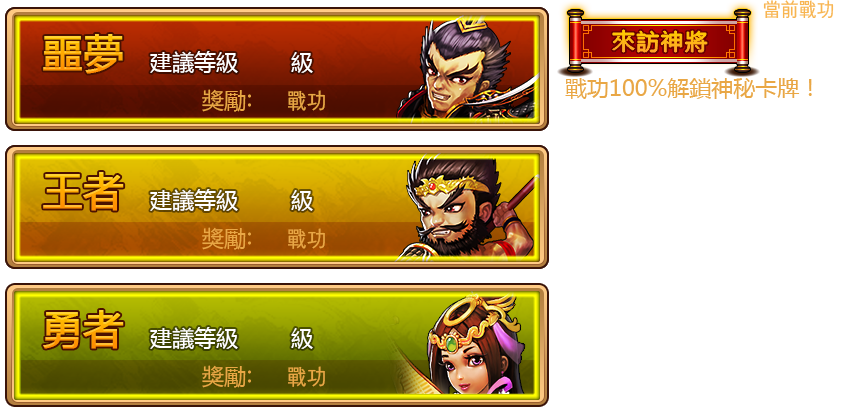 噩夢
建議等級 級
獎勵: 戰功
王者
建議等級 級
獎勵: 戰功
勇者
建議等級 級
獎勵: 戰功
當前戰功
來訪神將
戰功100%解鎖神秘卡牌！